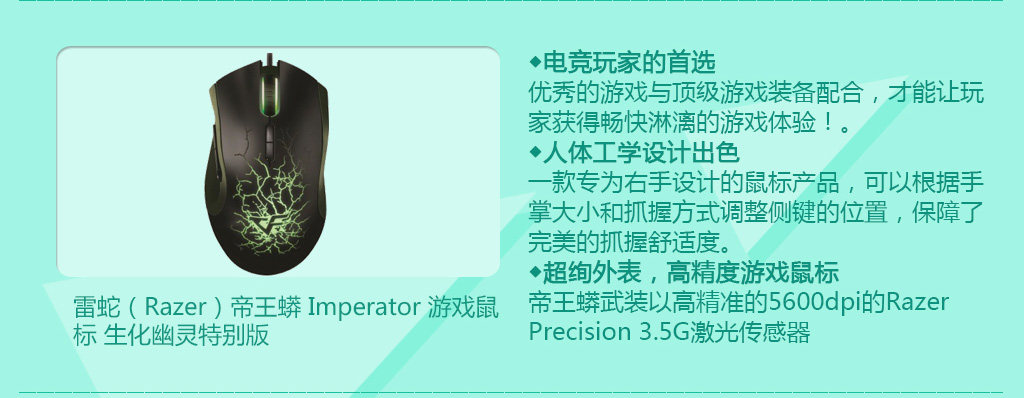 ◆电竞玩家的首选
优秀的游戏与顶级游戏装备配合，才能让玩
家获得畅快淋漓的游戏体验！。
◆人体工学设计出色
一款专为右手设计的鼠标产品，可以根据手
掌大小和抓握方式调整侧键的位置，保障了
完美的抓握舒适度。
◆超绚外表，高精度游戏鼠标
帝王蟒武装以高精准的5600dpi的Razer
Precision 3.5G激光传感器
雷蛇（Razer）帝王蟒 Imperator 游戏鼠
标 生化幽灵特别版